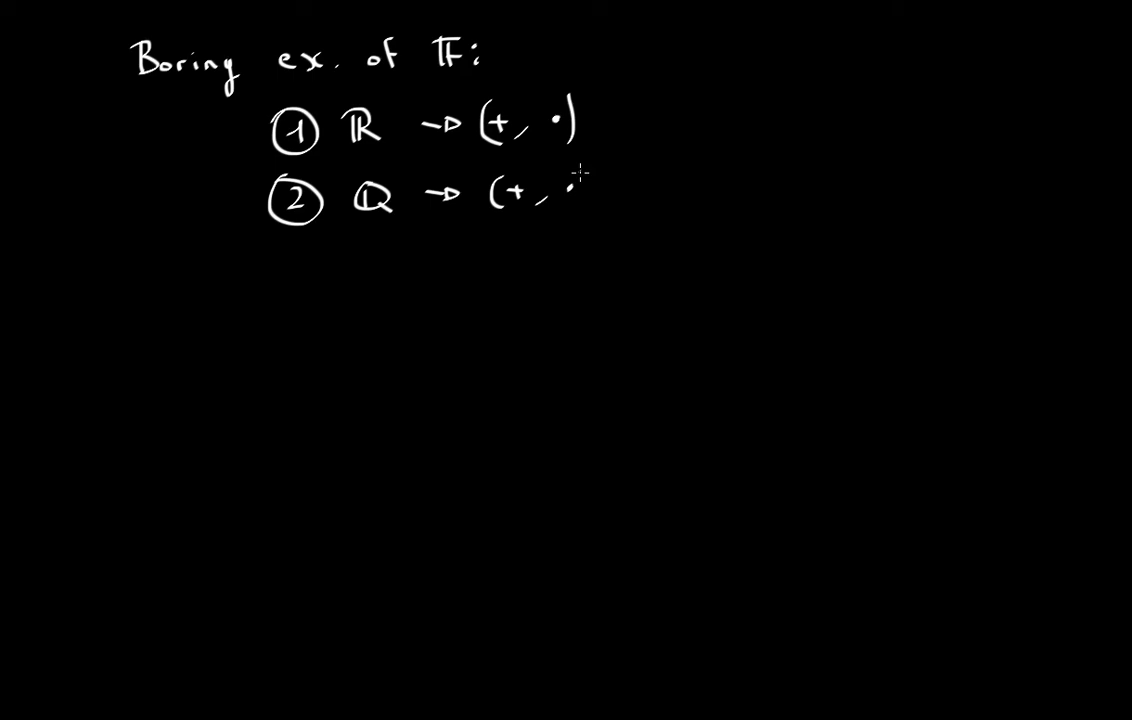 Boring ex. of 𝔽:
① ℝ → (+, ·)
② ℚ → (+, ·